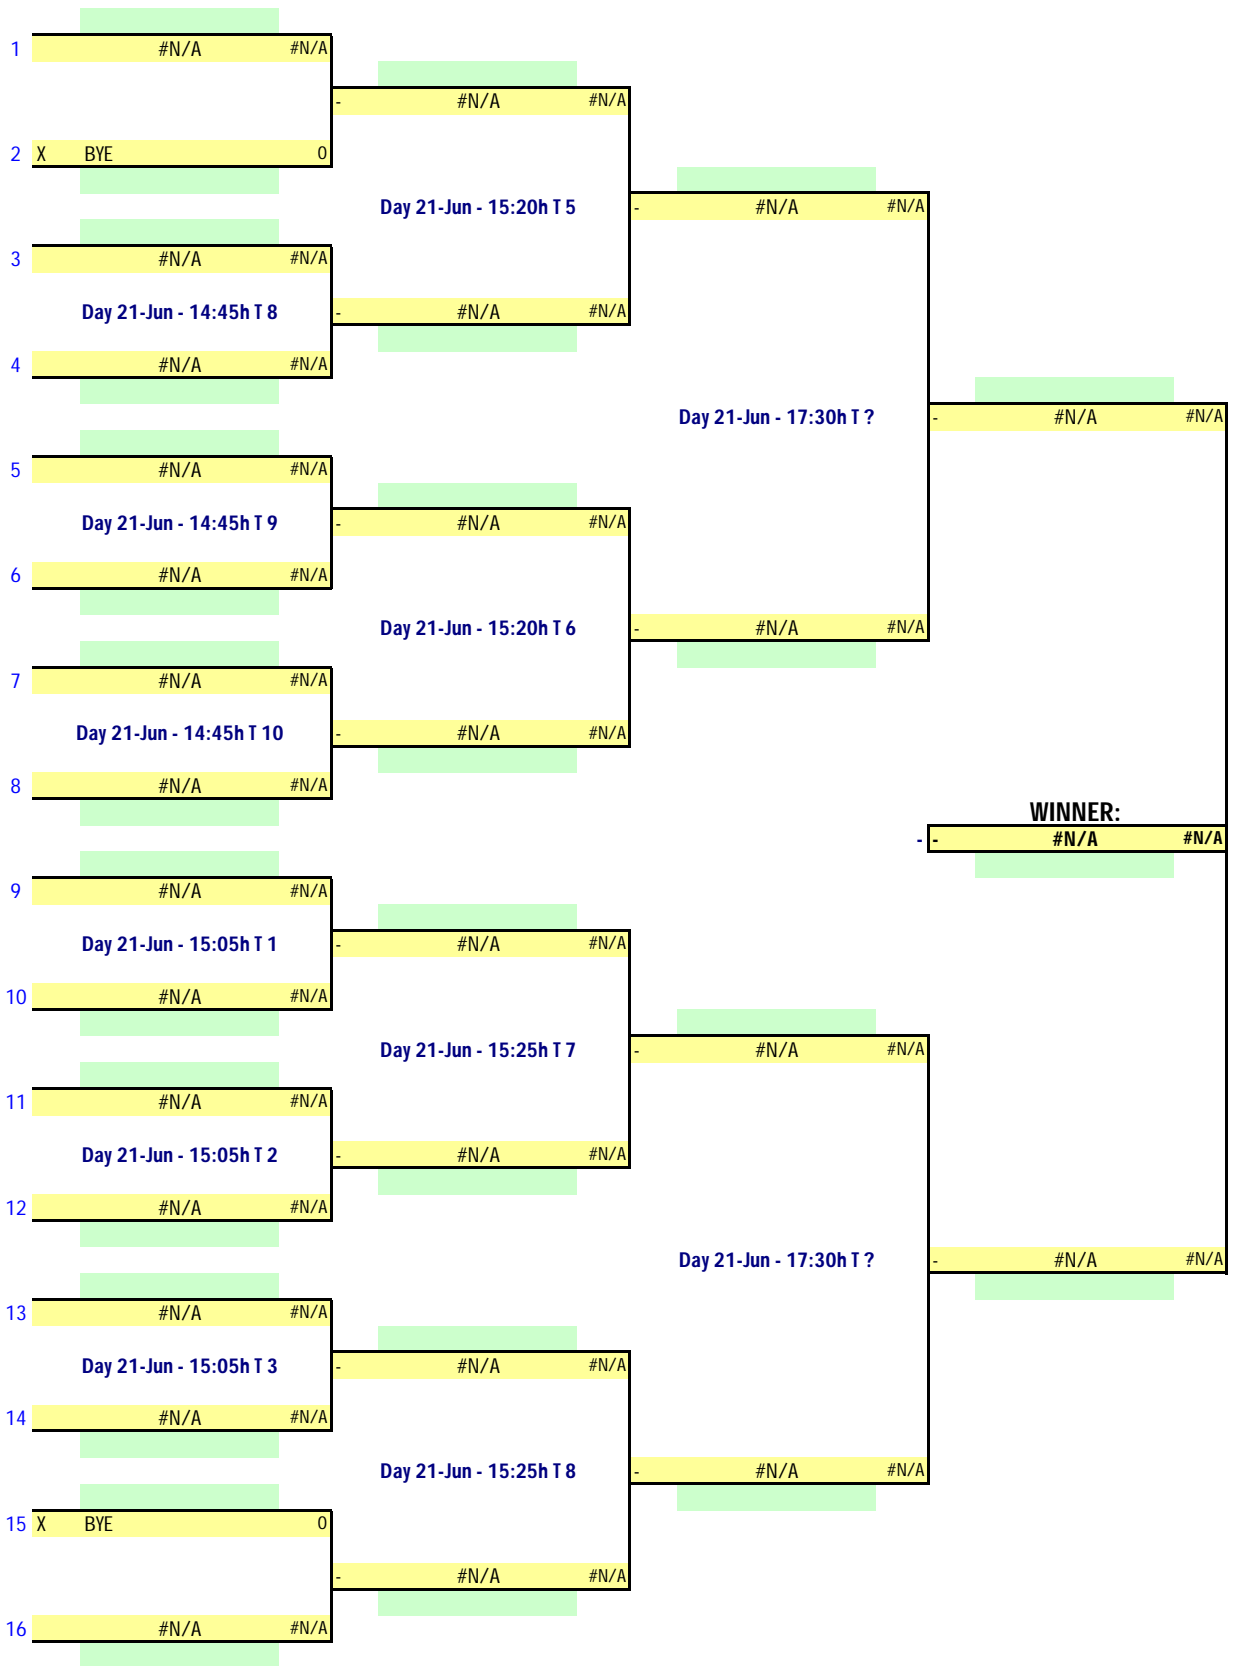 1 #N/A #N/A
- #N/A #N/A
2 X BYE 0
Day 21-Jun - 15:20h T 5
- #N/A #N/A
3 #N/A #N/A
Day 21-Jun - 14:45h T 8
- #N/A #N/A
4 #N/A #N/A
Day 21-Jun - 17:30h T ?
- #N/A #N/A
5 #N/A #N/A
Day 21-Jun - 14:45h T 9
- #N/A #N/A
6 #N/A #N/A
Day 21-Jun - 15:20h T 6
- #N/A #N/A
7 #N/A #N/A
Day 21-Jun - 14:45h T 10
- #N/A #N/A
8 #N/A #N/A
WINNER:
- - #N/A #N/A
9 #N/A #N/A
Day 21-Jun - 15:05h T 1
- #N/A #N/A
10 #N/A #N/A
Day 21-Jun - 15:25h T 7
- #N/A #N/A
11 #N/A #N/A
Day 21-Jun - 15:05h T 2
- #N/A #N/A
12 #N/A #N/A
Day 21-Jun - 17:30h T ?
- #N/A #N/A
13 #N/A #N/A
Day 21-Jun - 15:05h T 3
- #N/A #N/A
14 #N/A #N/A
Day 21-Jun - 15:25h T 8
- #N/A #N/A
15 X BYE 0
- #N/A #N/A
16 #N/A #N/A